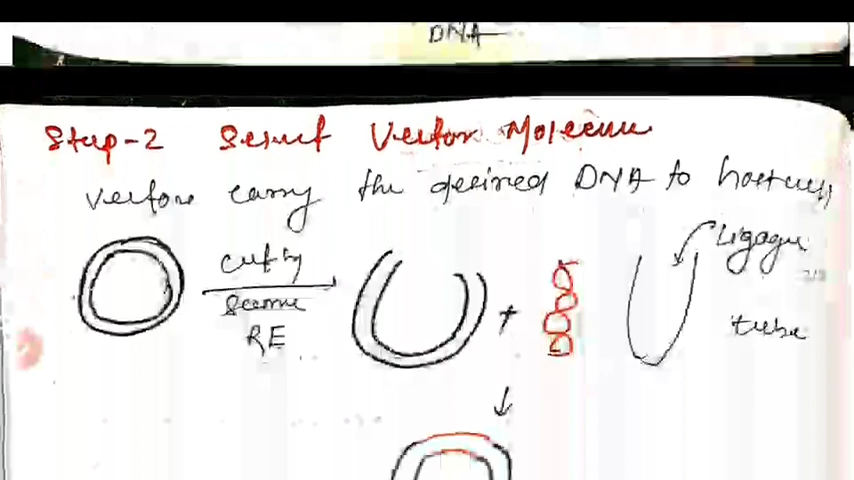 DNA
Step-2 Select Vector Molecule
Vector carry the desired DNA to host cell
cut by
same
RE
+
Ligase
tube